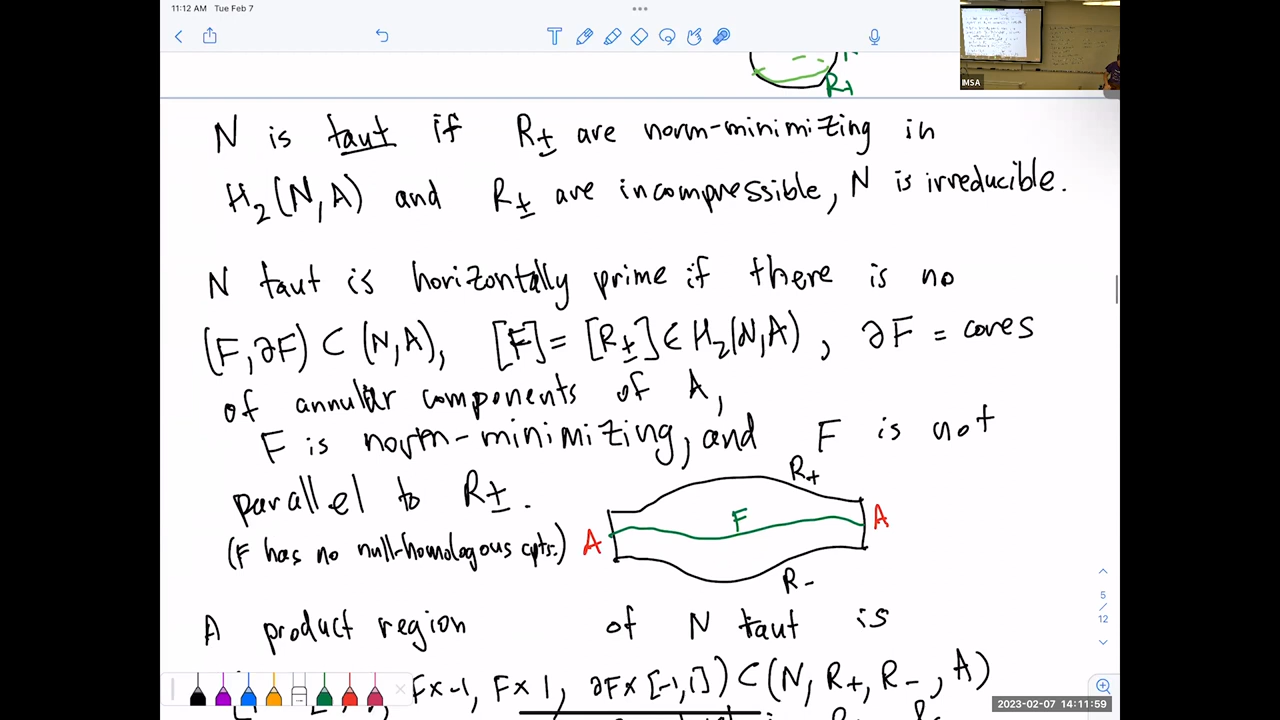 11:12 AM Tue Feb 7
R+
IMSA
N is taut if R± are norm-minimizing in
H₂(N,A) and R± are incompressible, N is irreducible.
N taut is horizontally prime if there is no
(F,∂F) ⊂ (N,A), [F]=[R±]∈H₂(N,A), ∂F = cores
of annular components of A,
F is norm-minimizing, and F is not
parallel to R±.
(F has no null-homologous cpts.)
R+
A F A
R-
A product region of N taut is
F×-1, F×1, ∂F×[-1,1]) ⊂ (N, R+, R-, A)
5
/
12
2023-02-07 14:11:59